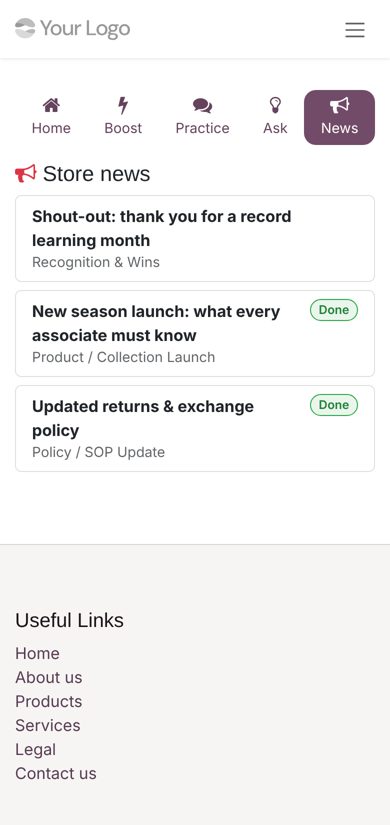 Your Logo
Home
Boost
Practice
Ask
News
Store news
Shout-out: thank you for a record
learning month
Recognition & Wins
New season launch: what every
associate must know
Done
Product / Collection Launch
Updated returns & exchange
policy
Done
Policy / SOP Update
Useful Links
Home
About us
Products
Services
Legal
Contact us